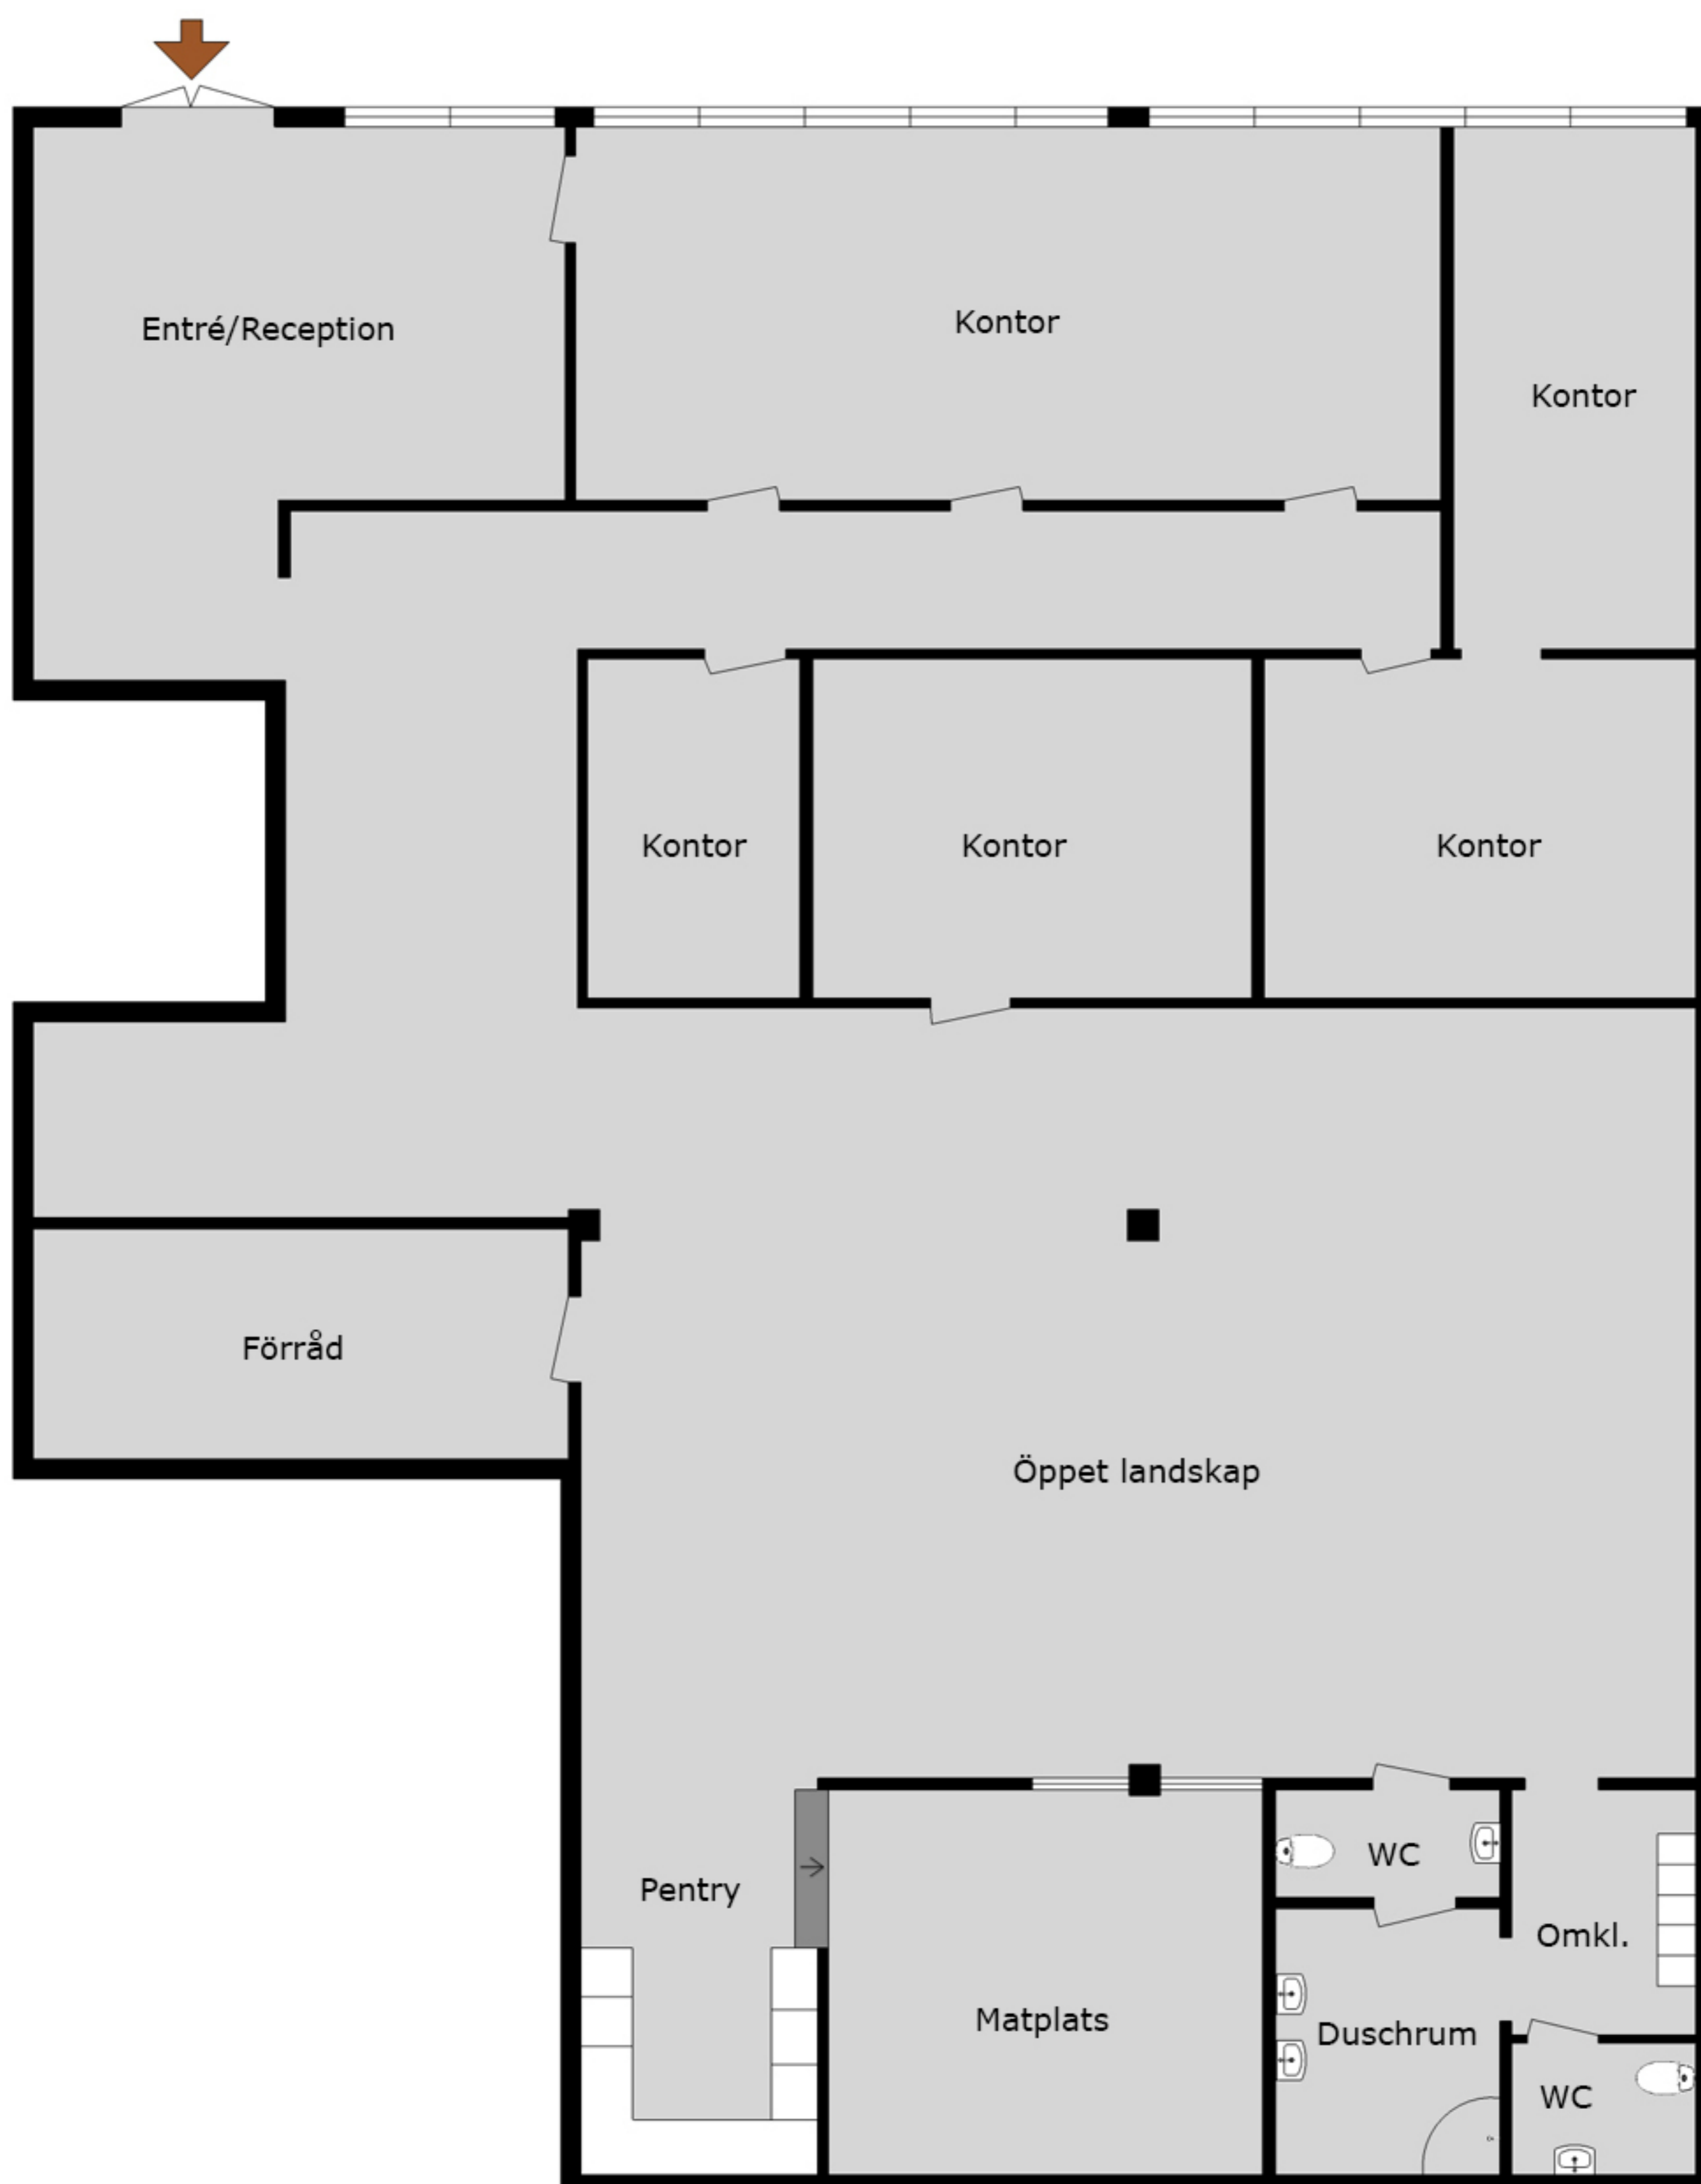 Entré/Reception
Kontor
Kontor
Kontor
Kontor
Kontor
Förråd
Öppet landskap
WC
Pentry
Omkl.
Matplats
Duschrum
WC